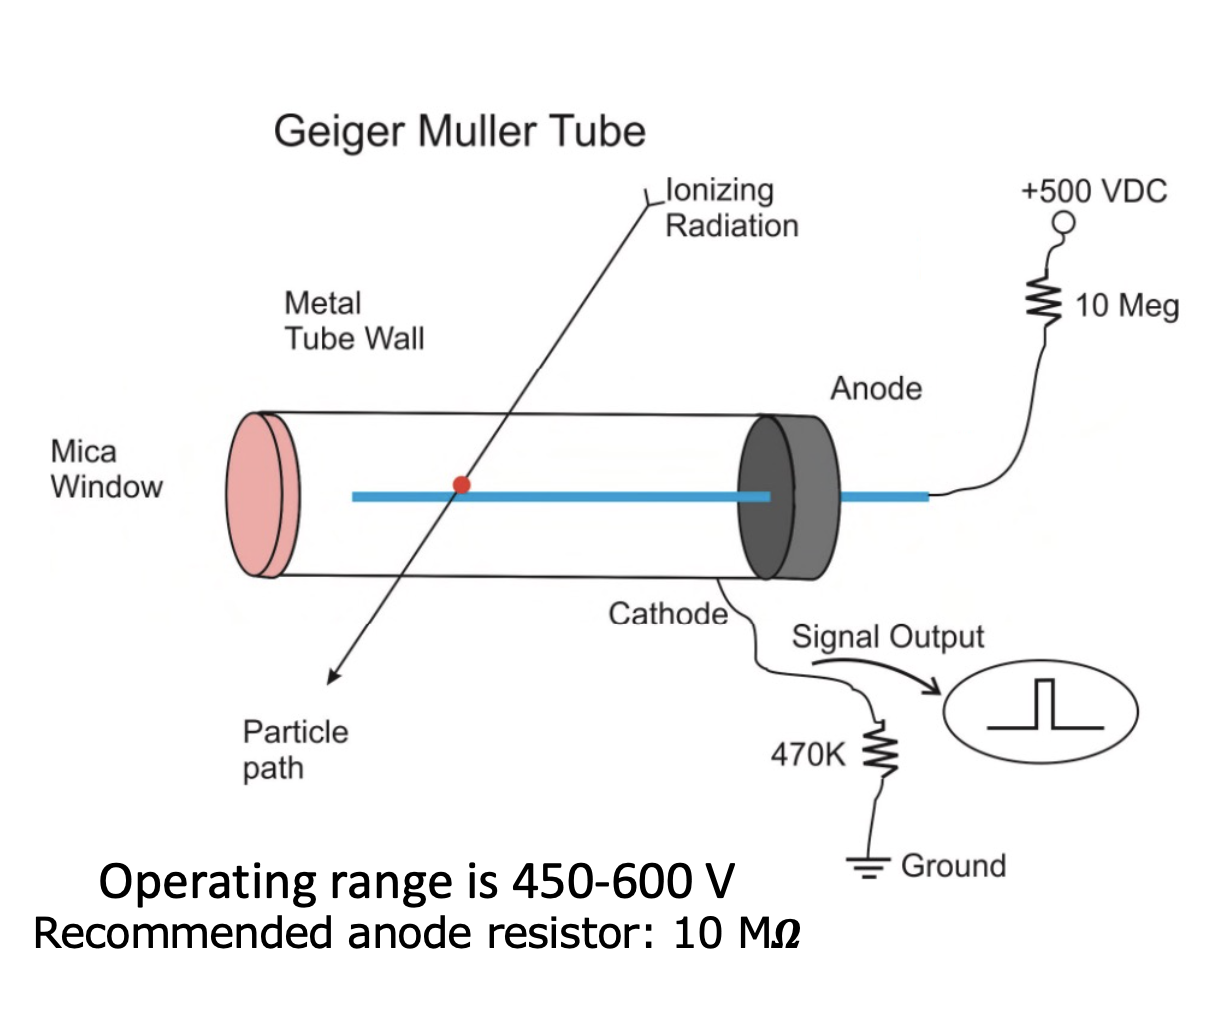 Geiger Muller Tube
Ionizing
Radiation
+500 VDC
10 Meg
Metal
Tube Wall
Anode
Mica
Window
Cathode
Signal Output
Particle
path
470K
Ground
Operating range is 450-600 V
Recommended anode resistor: 10 MΩ